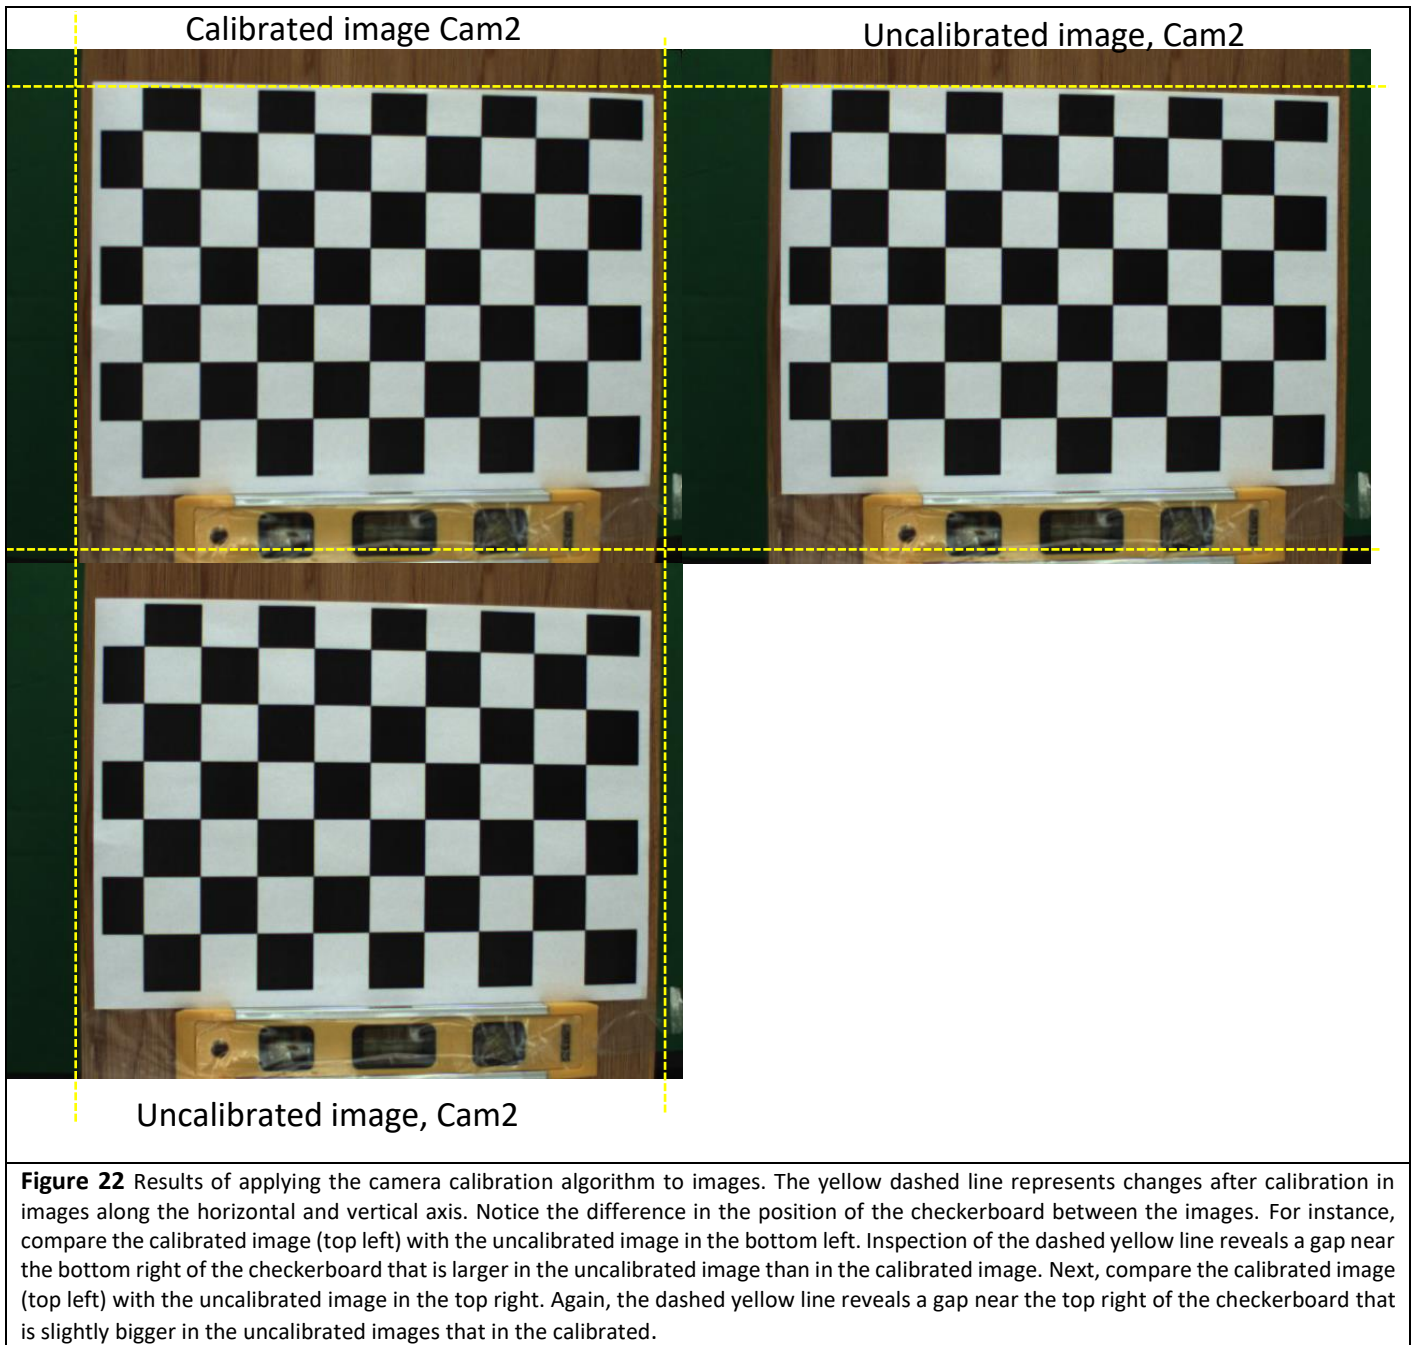 Calibrated image Cam2
Uncalibrated image, Cam2
Uncalibrated image, Cam2
Figure 22 Results of applying the camera calibration algorithm to images. The yellow dashed line represents changes after calibration in
images along the horizontal and vertical axis. Notice the difference in the position of the checkerboard between the images. For instance,
compare the calibrated image (top left) with the uncalibrated image in the bottom left. Inspection of the dashed yellow line reveals a gap near
the bottom right of the checkerboard that is larger in the uncalibrated image than in the calibrated image. Next, compare the calibrated image
(top left) with the uncalibrated image in the top right. Again, the dashed yellow line reveals a gap near the top right of the checkerboard that
is slightly bigger in the uncalibrated images that in the calibrated.